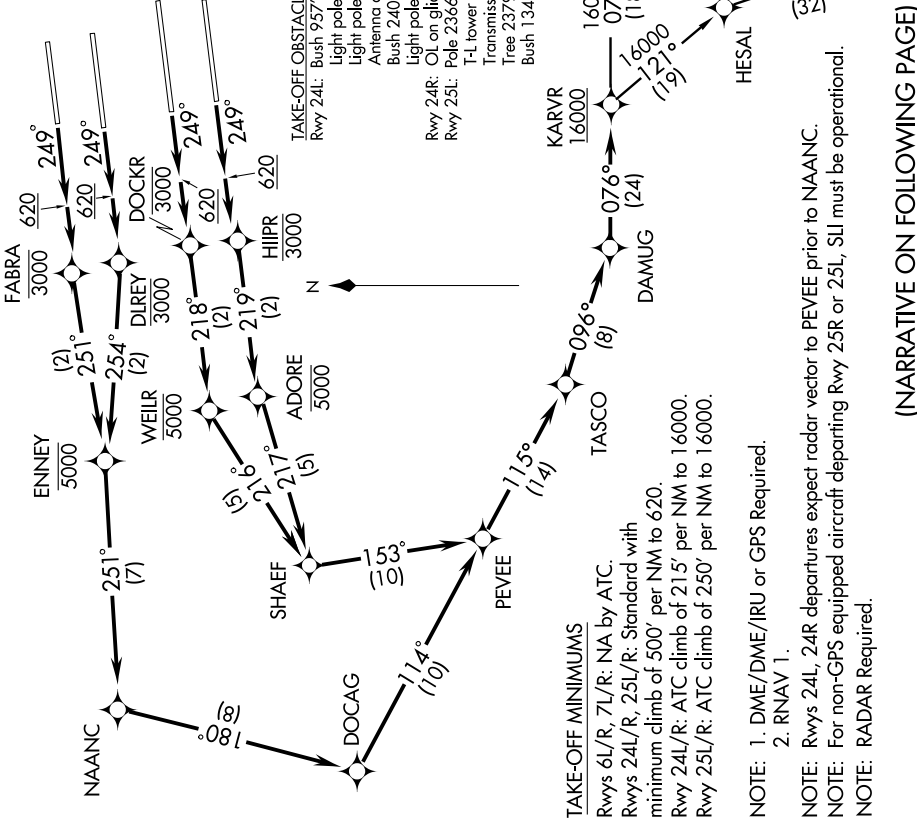 FABRA
3000
620
249°
620
249°
DOCKR
3000
249°
620
249°
620
HIIPR
3000
DLREY
3000
(2)
251°
254°
(2)
218°
(2)
219°
(2)
ENNEY
5000
WEILR
5000
ADORE
5000
216°
(5)
217°
(5)
251°
(7)
SHAEF
153°
(10)
NAANC
180°
(8)
DOCAG
114°
(10)
PEVEE
115°
(14)
TASCO
096°
(8)
DAMUG
076°
(24)
KARVR
16000
16000
121°
(19)
HESAL
(32)
N
TAKE-OFF OBSTACL
Rwy 24L: Bush 957'
Light pole
Light pole
Antenna o
Bush 240
Light pole
Rwy 24R: OL on glid
Rwy 25L: Pole 2366
T-L tower
Transmiss
Tree 2379
Bush 134
TAKE-OFF MINIMUMS
Rwys 6L/R, 7L/R: NA by ATC.
Rwys 24L/R, 25L/R: Standard with
minimum climb of 500' per NM to 620.
Rwy 24L/R: ATC climb of 215' per NM to 16000.
Rwy 25L/R: ATC climb of 250' per NM to 16000.
NOTE: 1. DME/DME/IRU or GPS Required.
2. RNAV 1.
NOTE: Rwys 24L, 24R departures expect radar vector to PEVEE prior to NAANC.
NOTE: For non-GPS equipped aircraft departing Rwy 25R or 25L, SLI must be operational.
NOTE: RADAR Required.
(NARRATIVE ON FOLLOWING PAGE)